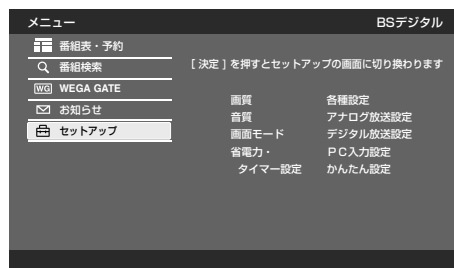 メニュー
BSデジタル
番組表・予約
番組検索
WG WEGA GATE
お知らせ
セットアップ
[ 決定 ] を押すとセットアップの画面に切り換わります
画質 各種設定
音質 アナログ放送設定
画面モード デジタル放送設定
省電力・ ＰＣ入力設定
タイマー設定 かんたん設定